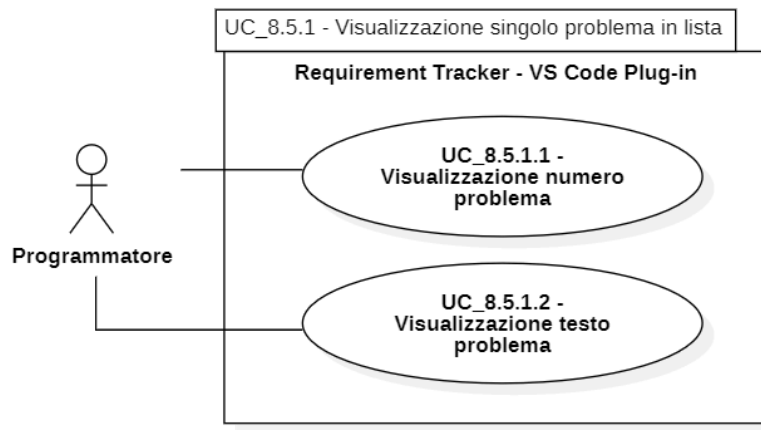 UC_8.5.1 - Visualizzazione singolo problema in lista
Requirement Tracker - VS Code Plug-in
UC_8.5.1.1 -
Visualizzazione numero
problema
Programmatore
UC_8.5.1.2 -
Visualizzazione testo
problema